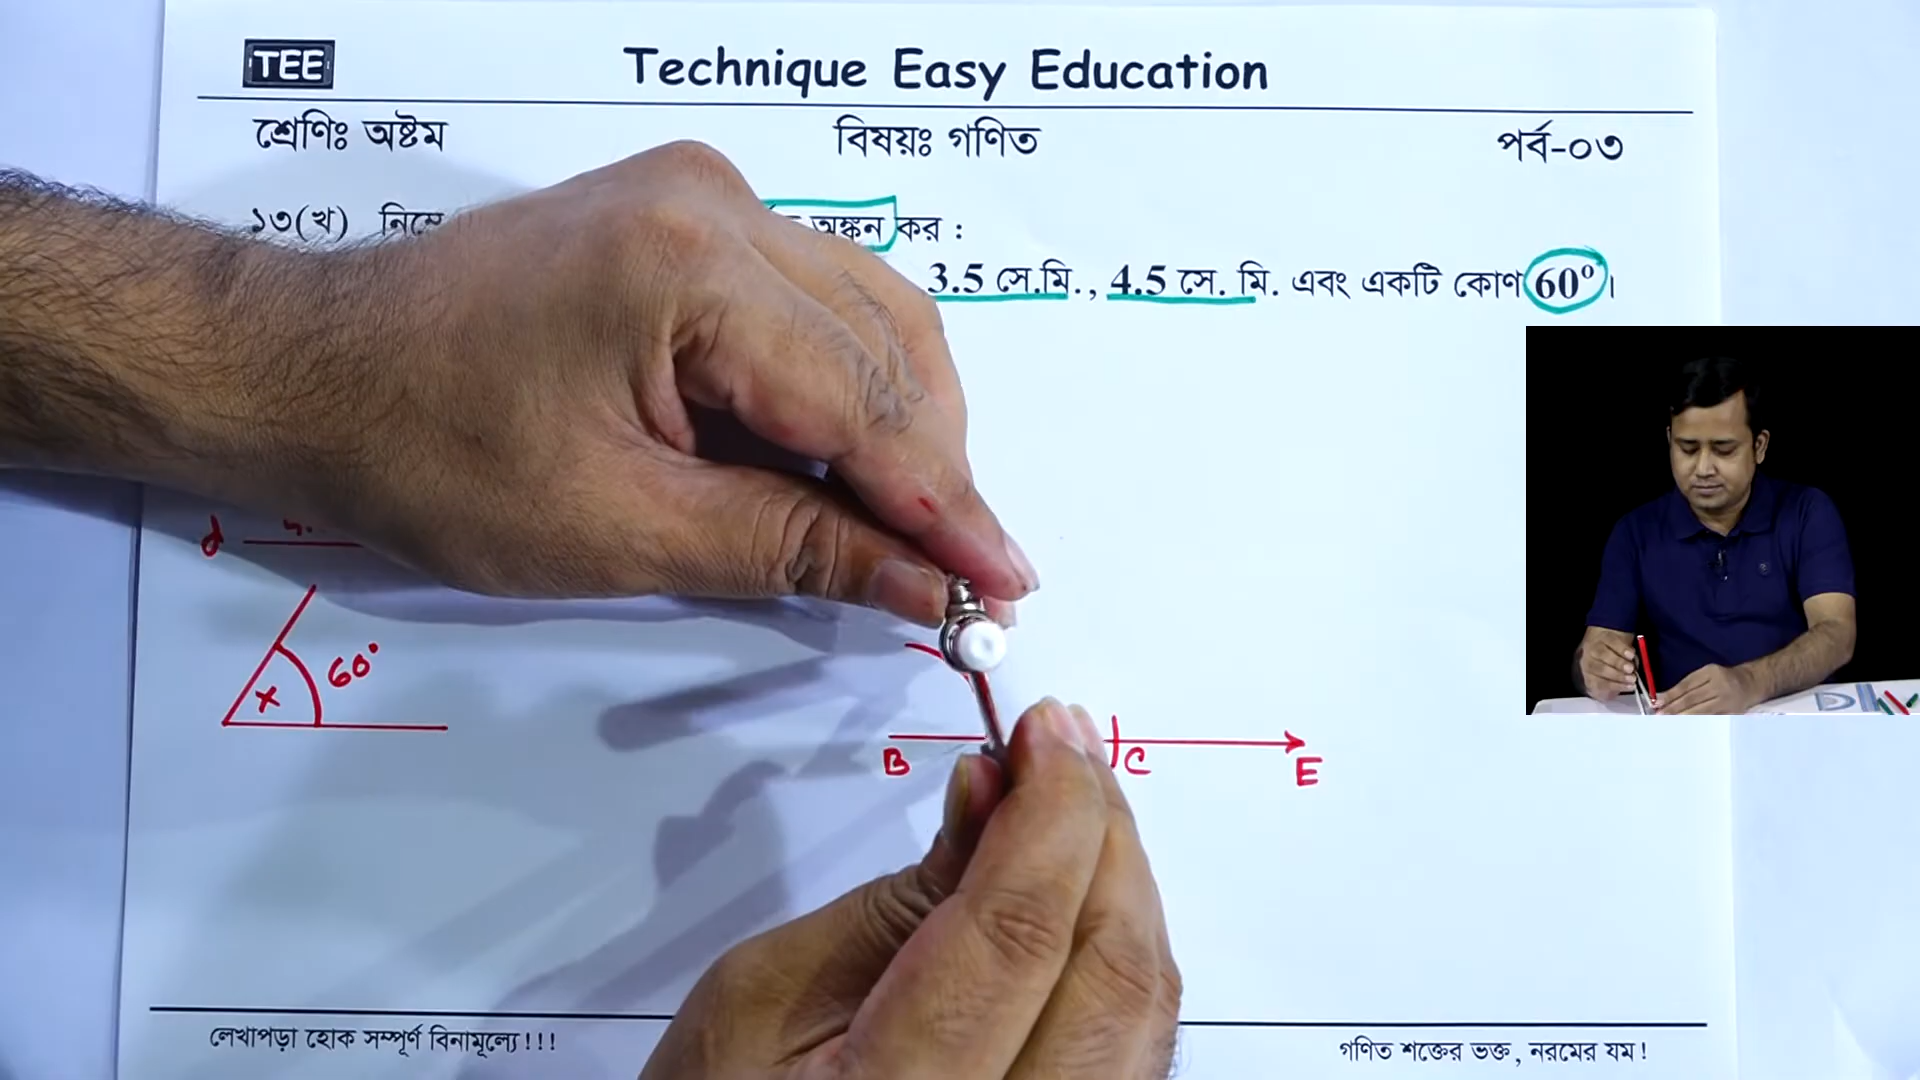 TEE
Technique Easy Education
শ্রেণিঃ অষ্টম
বিষয়ঃ গণিত
পর্ব-০৩
১৩(খ) নিম্নে অঙ্কন কর :
3.5 সে.মি., 4.5 সে. মি. এবং একটি কোণ 60° ।
d
x 60°
B C E
লেখাপড়া হোক সম্পূর্ণ বিনামূল্যে!!!
গণিত শক্তের ভক্ত, নরমের যম!